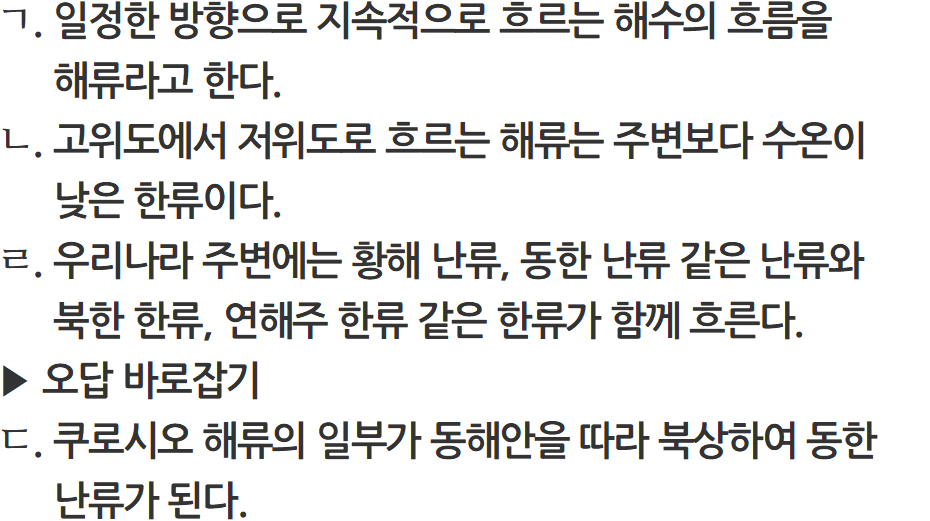 ㄱ. 일정한 방향으로 지속적으로 흐르는 해수의 흐름을
해류라고 한다.
ㄴ. 고위도에서 저위도로 흐르는 해류는 주변보다 수온이
낮은 한류이다.
ㄹ. 우리나라 주변에는 황해 난류, 동한 난류 같은 난류와
북한 한류, 연해주 한류 같은 한류가 함께 흐른다.
▶ 오답 바로잡기
ㄷ. 쿠로시오 해류의 일부가 동해안을 따라 북상하여 동한
난류가 된다.